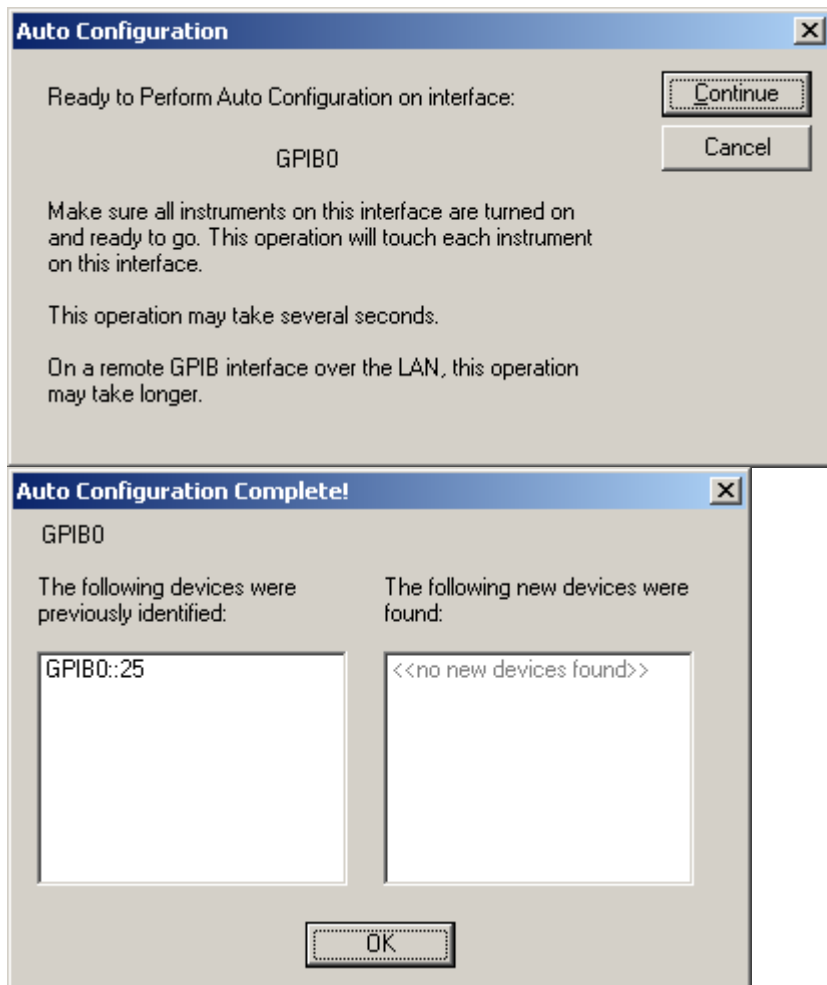 Auto Configuration
Ready to Perform Auto Configuration on interface:
Continue
GPIB0
Cancel
Make sure all instruments on this interface are turned on
and ready to go. This operation will touch each instrument
on this interface.
This operation may take several seconds.
On a remote GPIB interface over the LAN, this operation
may take longer.
Auto Configuration Complete!
GPIB0
The following devices were
previously identified:
GPIB0::25
The following new devices were
found:
<<no new devices found>>
OK